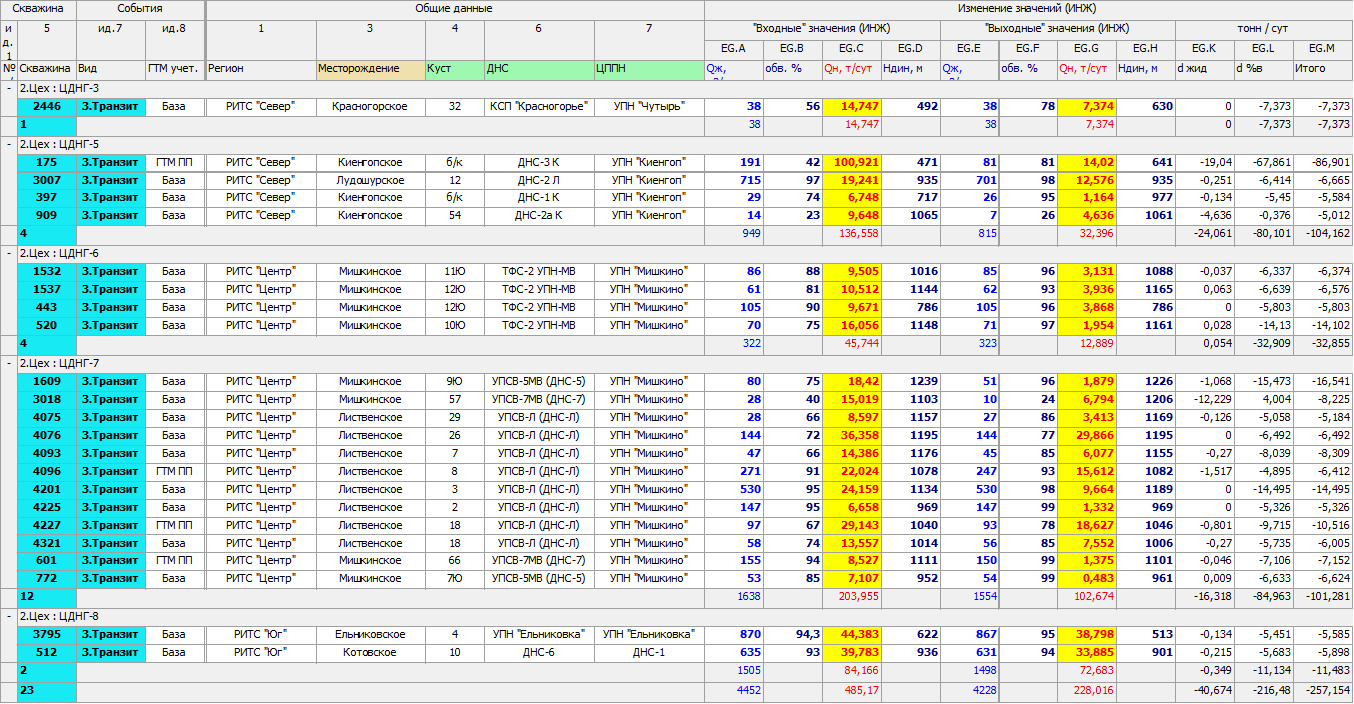 Скважина События Общие данные Изменение значений (ИНЖ)
и д. 1 5 ид.7 ид.8 1 3 4 6 7 "Входные" значения (ИНЖ) "Выходные" значения (ИНЖ) тонн / сут
EG.A EG.B EG.C EG.D EG.E EG.F EG.G EG.H EG.K EG.L EG.M
№ Скважина Вид ГТМ учет. Регион Месторождение Куст ДНС ЦППН Qж, обв. % Qн, т/сут Ндин, м Qж, обв. % Qн, т/сут Ндин, м d жид d %в Итого
- 2.Цех : ЦДНГ-3
2446 3.Транзит База РИТС "Север" Красногорское 32 КСП "Красногорье" УПН "Чутырь" 38 56 14,747 492 38 78 7,374 630 0 -7,373 -7,373
1 38 14,747 38 7,374 0 -7,373 -7,373
- 2.Цех : ЦДНГ-5
175 3.Транзит ГТМ ПП РИТС "Север" Киенгопское б/к ДНС-3 К УПН "Киенгоп" 191 42 100,921 471 81 81 14,02 641 -19,04 -67,861 -86,901
3007 3.Транзит База РИТС "Север" Лудошурское 12 ДНС-2 Л УПН "Киенгоп" 715 97 19,241 935 701 98 12,576 935 -0,251 -6,414 -6,665
397 3.Транзит База РИТС "Север" Киенгопское б/к ДНС-1 К УПН "Киенгоп" 29 74 6,748 717 26 95 1,164 977 -0,134 -5,45 -5,584
909 3.Транзит База РИТС "Север" Киенгопское 54 ДНС-2а К УПН "Киенгоп" 14 23 9,648 1065 7 26 4,636 1061 -4,636 -0,376 -5,012
4 949 136,558 815 32,396 -24,061 -80,101 -104,162
- 2.Цех : ЦДНГ-6
1532 3.Транзит База РИТС "Центр" Мишкинское 11Ю ТФС-2 УПН-МВ УПН "Мишкино" 86 88 9,505 1016 85 96 3,131 1088 -0,037 -6,337 -6,374
1537 3.Транзит База РИТС "Центр" Мишкинское 12Ю ТФС-2 УПН-МВ УПН "Мишкино" 61 81 10,512 1144 62 93 3,936 1165 0,063 -6,639 -6,576
443 3.Транзит База РИТС "Центр" Мишкинское 12Ю ТФС-2 УПН-МВ УПН "Мишкино" 105 90 9,671 786 105 96 3,868 786 0 -5,803 -5,803
520 3.Транзит База РИТС "Центр" Мишкинское 10Ю ТФС-2 УПН-МВ УПН "Мишкино" 70 75 16,056 1148 71 97 1,954 1161 0,028 -14,13 -14,102
4 322 45,744 323 12,889 0,054 -32,909 -32,855
- 2.Цех : ЦДНГ-7
1609 3.Транзит База РИТС "Центр" Мишкинское 9Ю УПСВ-5МВ (ДНС-5) УПН "Мишкино" 80 75 18,42 1239 51 96 1,879 1226 -1,068 -15,473 -16,541
3018 3.Транзит База РИТС "Центр" Мишкинское 57 УПСВ-7МВ (ДНС-7) УПН "Мишкино" 28 40 15,019 1103 10 24 6,794 1206 -12,229 4,004 -8,225
4075 3.Транзит База РИТС "Центр" Лиственское 29 УПСВ-Л (ДНС-Л) УПН "Мишкино" 28 66 8,597 1157 27 86 3,413 1169 -0,126 -5,058 -5,184
4076 3.Транзит База РИТС "Центр" Лиственское 26 УПСВ-Л (ДНС-Л) УПН "Мишкино" 144 72 36,358 1195 144 77 29,866 1195 0 -6,492 -6,492
4093 3.Транзит База РИТС "Центр" Лиственское 7 УПСВ-Л (ДНС-Л) УПН "Мишкино" 47 66 14,386 1176 45 85 6,077 1155 -0,27 -8,039 -8,309
4096 3.Транзит ГТМ ПП РИТС "Центр" Лиственское 8 УПСВ-Л (ДНС-Л) УПН "Мишкино" 271 91 22,024 1078 247 93 15,612 1082 -1,517 -4,895 -6,412
4201 3.Транзит База РИТС "Центр" Лиственское 3 УПСВ-Л (ДНС-Л) УПН "Мишкино" 530 95 24,159 1134 530 98 9,664 1189 0 -14,495 -14,495
4225 3.Транзит База РИТС "Центр" Лиственское 2 УПСВ-Л (ДНС-Л) УПН "Мишкино" 147 95 6,658 969 147 99 1,332 969 0 -5,326 -5,326
4227 3.Транзит ГТМ ПП РИТС "Центр" Лиственское 18 УПСВ-Л (ДНС-Л) УПН "Мишкино" 97 67 29,143 1040 93 78 18,627 1046 -0,801 -9,715 -10,516
4321 3.Транзит База РИТС "Центр" Лиственское 18 УПСВ-Л (ДНС-Л) УПН "Мишкино" 58 74 13,557 1014 56 85 7,552 1006 -0,27 -5,735 -6,005
601 3.Транзит ГТМ ПП РИТС "Центр" Мишкинское 66 УПСВ-7МВ (ДНС-7) УПН "Мишкино" 155 94 8,527 1111 150 99 1,375 1101 -0,046 -7,106 -7,152
772 3.Транзит База РИТС "Центр" Мишкинское 7Ю УПСВ-5МВ (ДНС-5) УПН "Мишкино" 53 85 7,107 952 54 99 0,483 961 0,009 -6,633 -6,624
12 1638 203,955 1554 102,674 -16,318 -84,963 -101,281
- 2.Цех : ЦДНГ-8
3795 3.Транзит База РИТС "Юг" Ельниковское 4 УПН "Ельниковка" УПН "Ельниковка" 870 94,3 44,383 622 867 95 38,798 513 -0,134 -5,451 -5,585
512 3.Транзит База РИТС "Юг" Котовское 10 ДНС-6 ДНС-1 635 93 39,783 936 631 94 33,885 901 -0,215 -5,683 -5,898
2 1505 84,166 1498 72,683 -0,349 -11,134 -11,483
23 4452 485,17 4228 228,016 -40,674 -216,48 -257,154